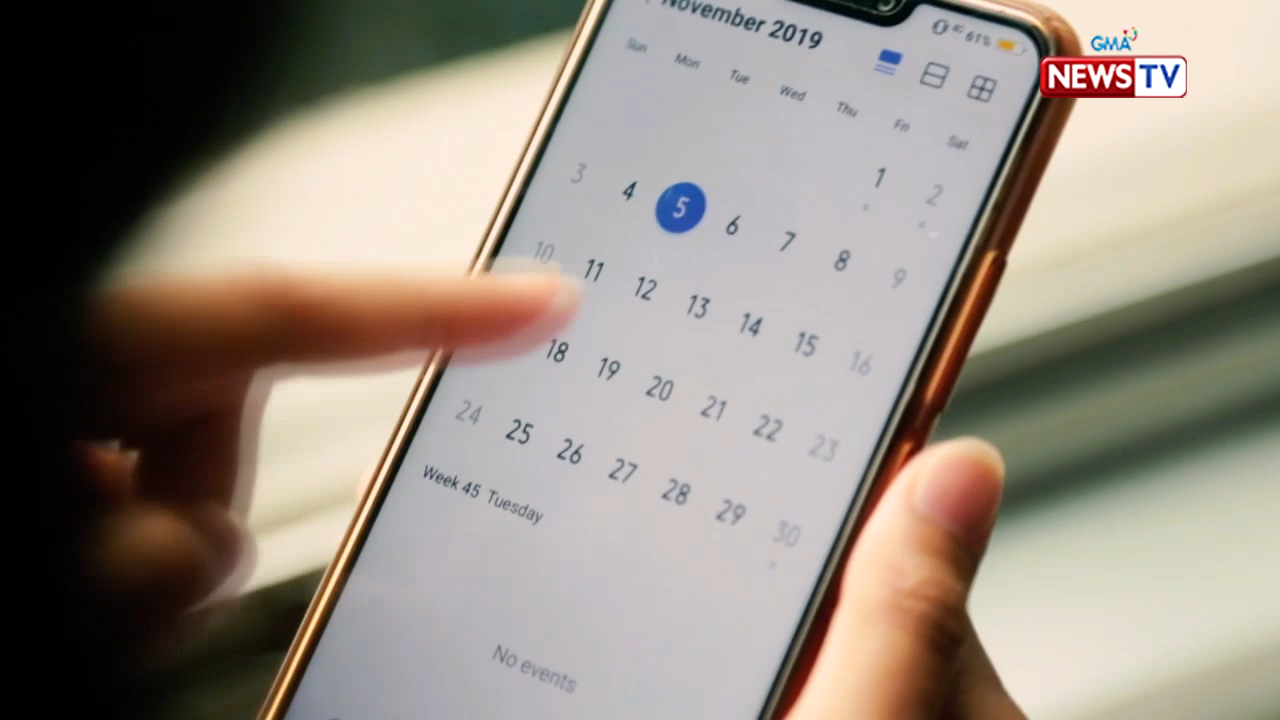 November 2019
4G 61%
GMA
NEWS TV
Sun Mon Tue Wed Thu Fri Sat
1 2
3 4 5 6 7 8 9
10 11 12 13 14 15 16
18 19 20 21 22 23
24 25 26 27 28 29 30
Week 45 Tuesday
No events